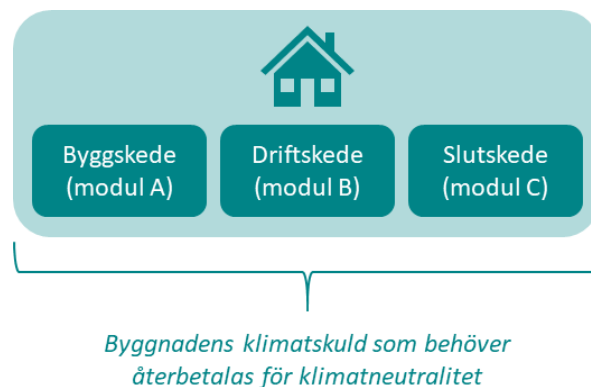 Byggskede
(modul A)
Driftskede
(modul B)
Slutskede
(modul C)
Byggnadens klimatskuld som behöver
återbetalas för klimatneutralitet